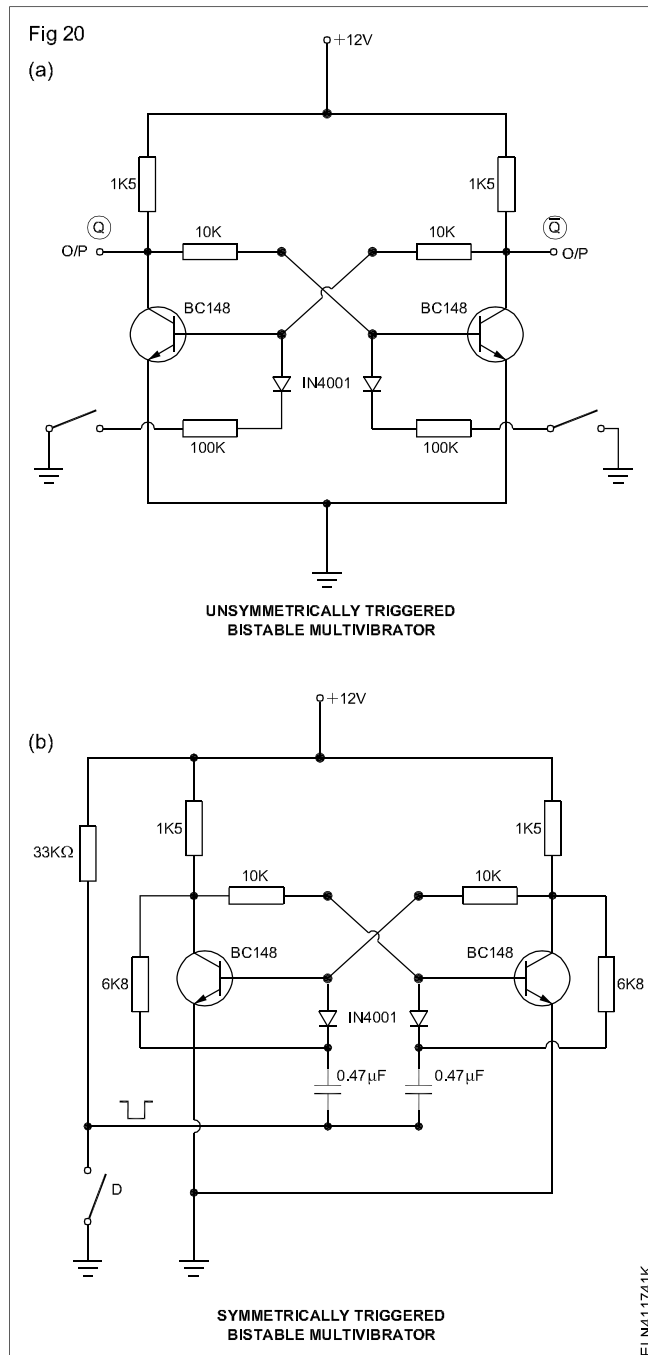 Fig 20
(a)
+12V
1K5
1K5
Q
Q̅
10K
10K
O/P
O/P
BC148
BC148
IN4001
100K
100K
UNSYMMETRICALLY TRIGGERED
BISTABLE MULTIVIBRATOR
+12V
(b)
1K5
1K5
33KΩ
10K
10K
BC148
BC148
6K8
6K8
IN4001
0.47µF
0.47µF
D
SYMMETRICALLY TRIGGERED
BISTABLE MULTIVIBRATOR
ELN411741K